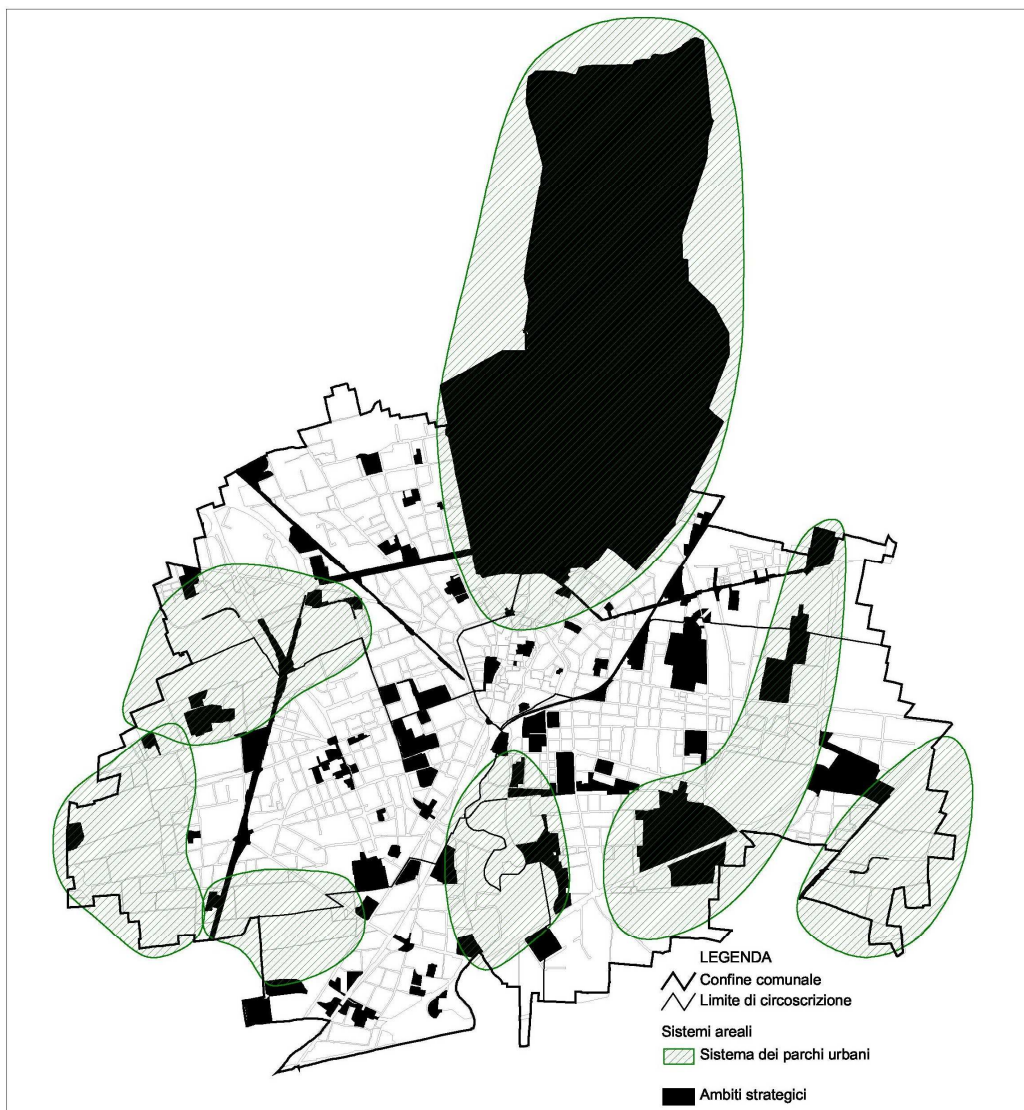 LEGENDA
Confine comunale
Limite di circoscrizione
Sistemi areali
Sistema dei parchi urbani
Ambiti strategici